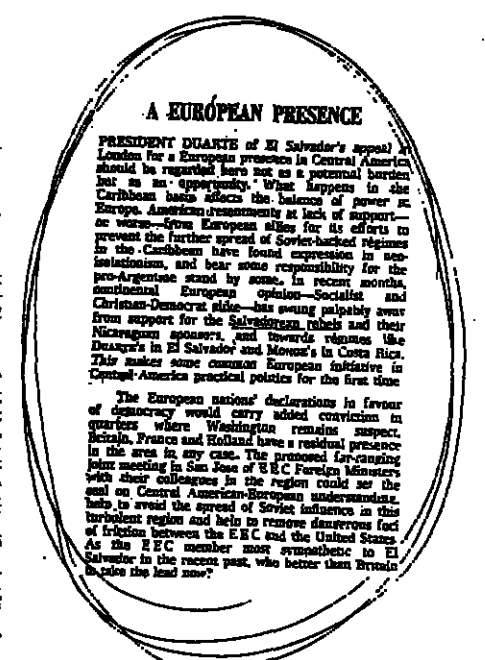 A EUROPEAN PRESENCE
PRESIDENT DUARTE of El Salvador's appeal in
London for a European presence in Central America
should be regarded here not as a potential burden
but as an opportunity. What happens in the
Caribbean basin affects the balance of power in
Europe. American resentments at lack of support—
or worse—from European allies for its efforts to
prevent the further spread of Soviet-backed régimes
in the Caribbean have found expression in neo-
isolationism, and bear some responsibility for the
pro-Argentine stand by some. In recent months,
continental European opinion—Socialist and
Christian-Democrat alike—has swung palpably away
from support for the Salvadorean rebels and their
Nicaraguan sponsors, and towards régimes like
DUARTE's in El Salvador and MONGE's in Costa Rica.
This makes some common European initiative in
Central America practical politics for the first time
The European nations' declarations in favour
of democracy would carry added conviction in
quarters where Washington remains suspect.
Britain, France and Holland have a residual presence
in the area in any case. The proposed far-ranging
joint meeting in San Jose of EEC Foreign Ministers
with their colleagues in the region could set the
seal on Central American-European understanding,
help to avoid the spread of Soviet influence in this
turbulent region and help to remove dangerous foci
of friction between the EEC and the United States.
As the EEC member most sympathetic to El
Salvador in the recent past, who better than Britain
to take the lead now?